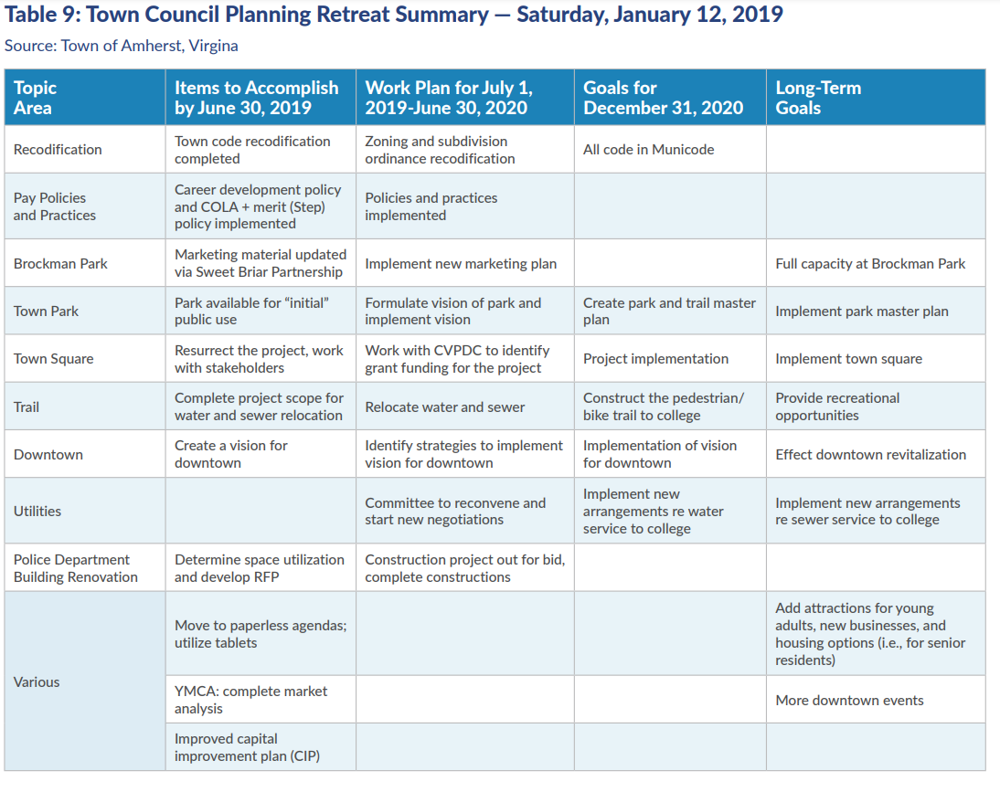 Table 9: Town Council Planning Retreat Summary — Saturday, January 12, 2019
Source: Town of Amherst, Virgina
Topic
Area
Items to Accomplish
by June 30, 2019
Work Plan for July 1,
2019-June 30, 2020
Goals for
December 31, 2020
Long-Term
Goals
Recodification
Town code recodification
completed
Zoning and subdivision
ordinance recodification
All code in Municode
Pay Policies
and Practices
Career development policy
and COLA + merit (Step)
policy implemented
Policies and practices
implemented
Brockman Park
Marketing material updated
via Sweet Briar Partnership
Implement new marketing plan
Full capacity at Brockman Park
Town Park
Park available for “initial”
public use
Formulate vision of park and
implement vision
Create park and trail master
plan
Implement park master plan
Town Square
Resurrect the project, work
with stakeholders
Work with CVPDC to identify
grant funding for the project
Project implementation
Implement town square
Trail
Complete project scope for
water and sewer relocation
Relocate water and sewer
Construct the pedestrian/
bike trail to college
Provide recreational
opportunities
Downtown
Create a vision for
downtown
Identify strategies to implement
vision for downtown
Implementation of vision
for downtown
Effect downtown revitalization
Utilities
Committee to reconvene and
start new negotiations
Implement new
arrangements re water
service to college
Implement new arrangements
re sewer service to college
Police Department
Building Renovation
Determine space utilization
and develop RFP
Construction project out for bid,
complete constructions
Various
Move to paperless agendas;
utilize tablets
Add attractions for young
adults, new businesses, and
housing options (i.e., for senior
residents)
YMCA: complete market
analysis
More downtown events
Improved capital
improvement plan (CIP)